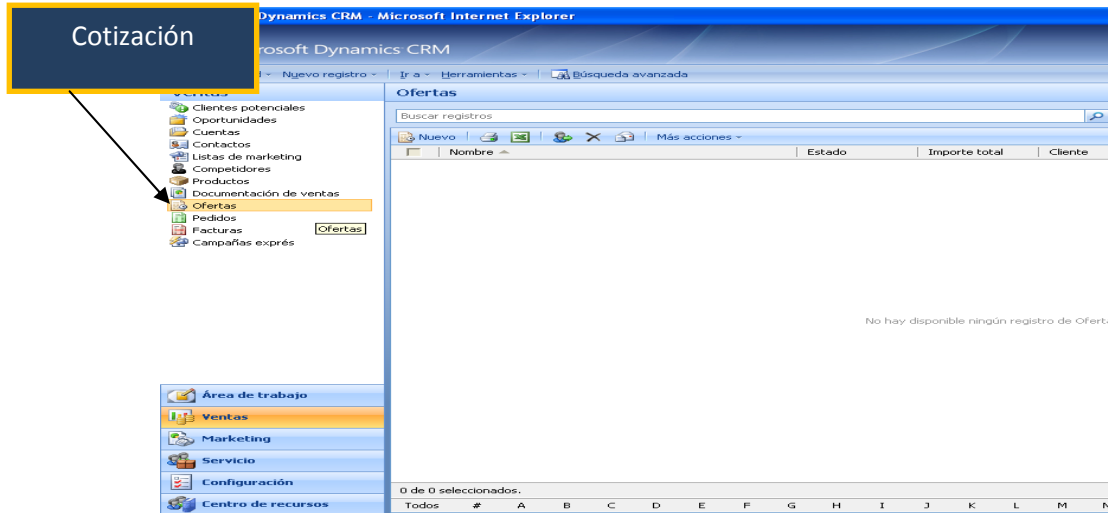 Cotización
Dynamics CRM - Microsoft Internet Explorer
rosoft Dynamics CRM
Nuevo registro
Ir a
Herramientas
Búsqueda avanzada
Ventas
Clientes potenciales
Oportunidades
Cuentas
Contactos
Listas de marketing
Competidores
Productos
Documentación de ventas
Ofertas
Pedidos
Facturas
Ofertas
Campañas exprés
Área de trabajo
Ventas
Marketing
Servicio
Configuración
Centro de recursos
Ofertas
Buscar registros
Nuevo
Más acciones
Nombre Estado Importe total Cliente
No hay disponible ningún registro de Oferta
0 de 0 seleccionados.
Todos # A B C D E F G H I J K L M N